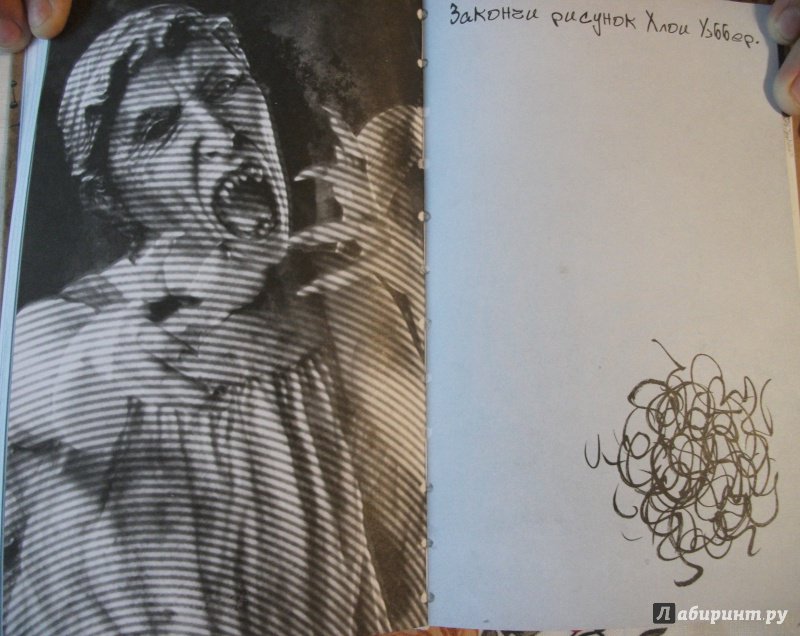 Закончи рисунок Хлои Уэббер.
Лабиринт.ру